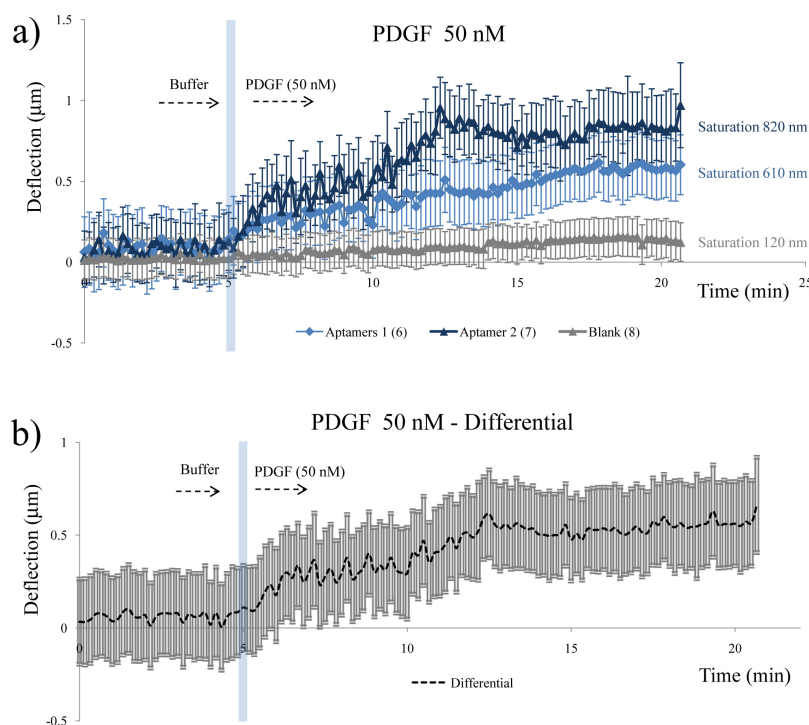 a)
PDGF 50 nM
Deflection (µm)
1.5
1
0.5
0
-0.5
Buffer
PDGF (50 nM)
Saturation 820 nm
Saturation 610 nm
Saturation 120 nm
0
5
10
15
20
25
Time (min)
Aptamers 1 (6)
Aptamer 2 (7)
Blank (8)
b)
PDGF 50 nM - Differential
Deflection (µm)
1
0.5
0
-0.5
Buffer
PDGF (50 nM)
0
5
10
15
20
Time (min)
Differential